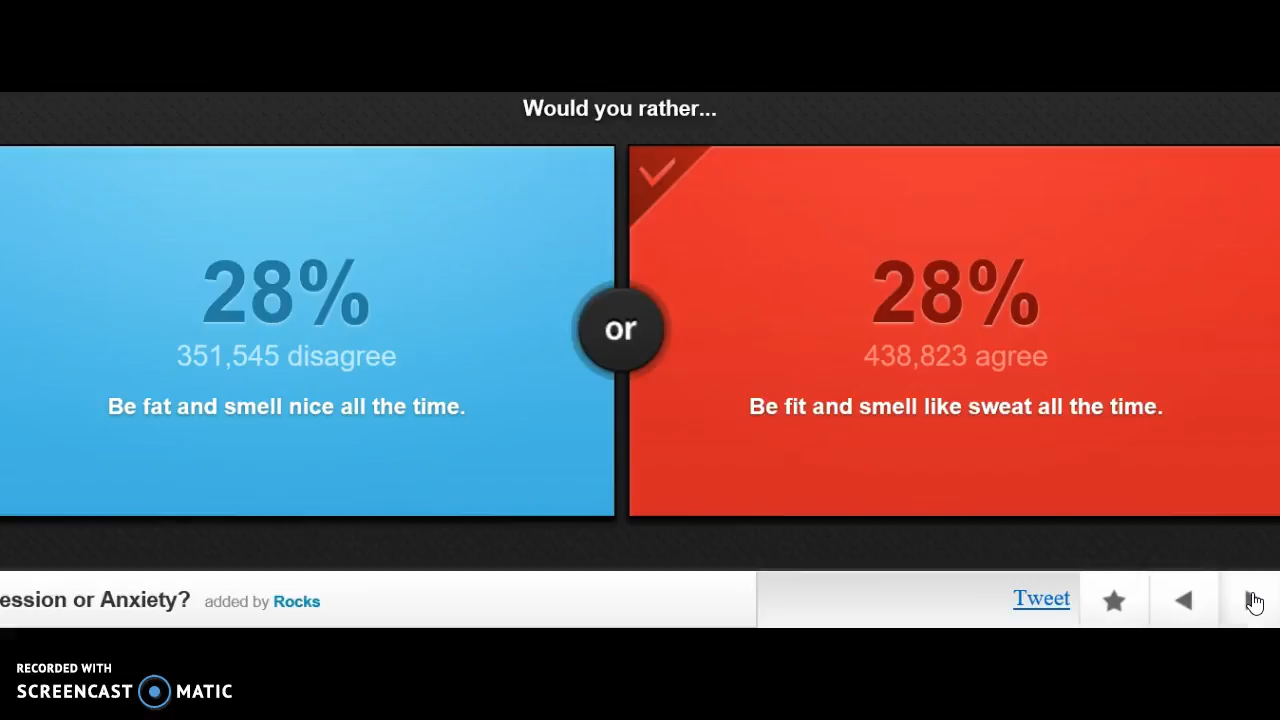 Would you rather...
28%
351,545 disagree
Be fat and smell nice all the time.
or
28%
438,823 agree
Be fit and smell like sweat all the time.
ession or Anxiety? added by Rocks
Tweet
RECORDED WITH
SCREENCAST MATIC